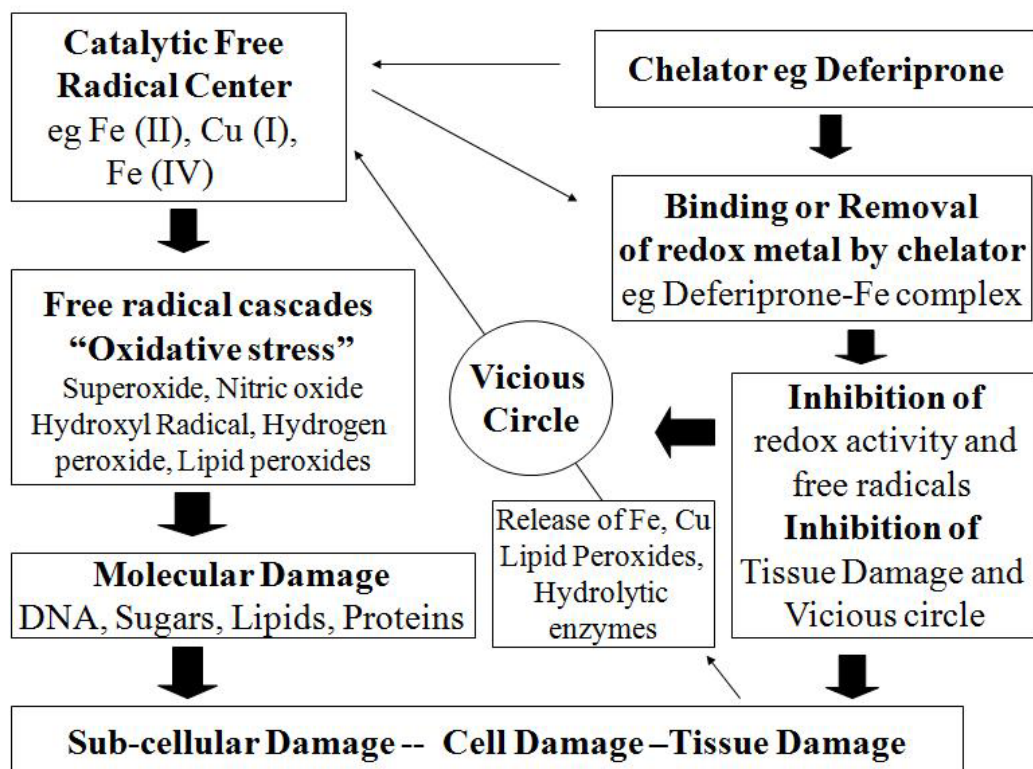 Catalytic Free
Radical Center
eg Fe (II), Cu (I),
Fe (IV)
Chelator eg Deferiprone
Binding or Removal
of redox metal by chelator
eg Deferiprone-Fe complex
Free radical cascades
“Oxidative stress”
Superoxide, Nitric oxide
Hydroxyl Radical, Hydrogen
peroxide, Lipid peroxides
Vicious
Circle
Inhibition of
redox activity and
free radicals
Inhibition of
Tissue Damage and
Vicious circle
Release of Fe, Cu
Lipid Peroxides,
Hydrolytic
enzymes
Molecular Damage
DNA, Sugars, Lipids, Proteins
Sub-cellular Damage -- Cell Damage –Tissue Damage